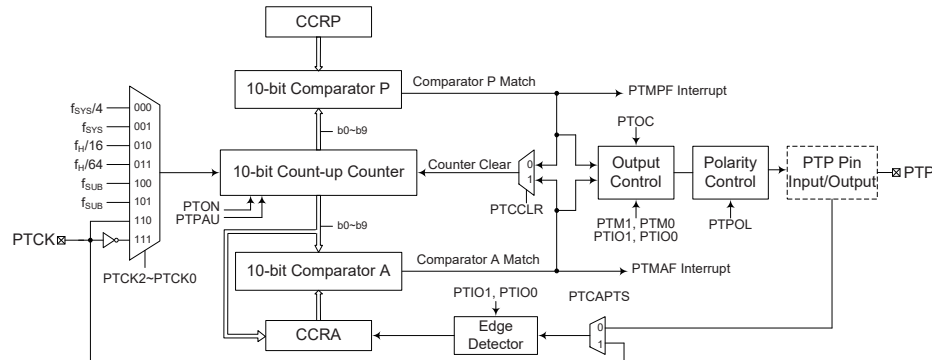 CCRP
10-bit Comparator P
Comparator P Match
PTMPF Interrupt
fSYS/4
000
fSYS
001
fH/16
010
fH/64
011
fSUB
100
fSUB
101
110
111
PTCK
PTCK2~PTCK0
b0~b9
10-bit Count-up Counter
PTON
PTPAU
b0~b9
Counter Clear
0
1
PTCCLR
PTOC
Output
Control
PTM1, PTM0
PTIO1, PTIO0
Polarity
Control
PTPOL
PTP Pin
Input/Output
PTP
10-bit Comparator A
Comparator A Match
PTMAF Interrupt
CCRA
PTIO1, PTIO0
Edge
Detector
PTCAPTS
0
1